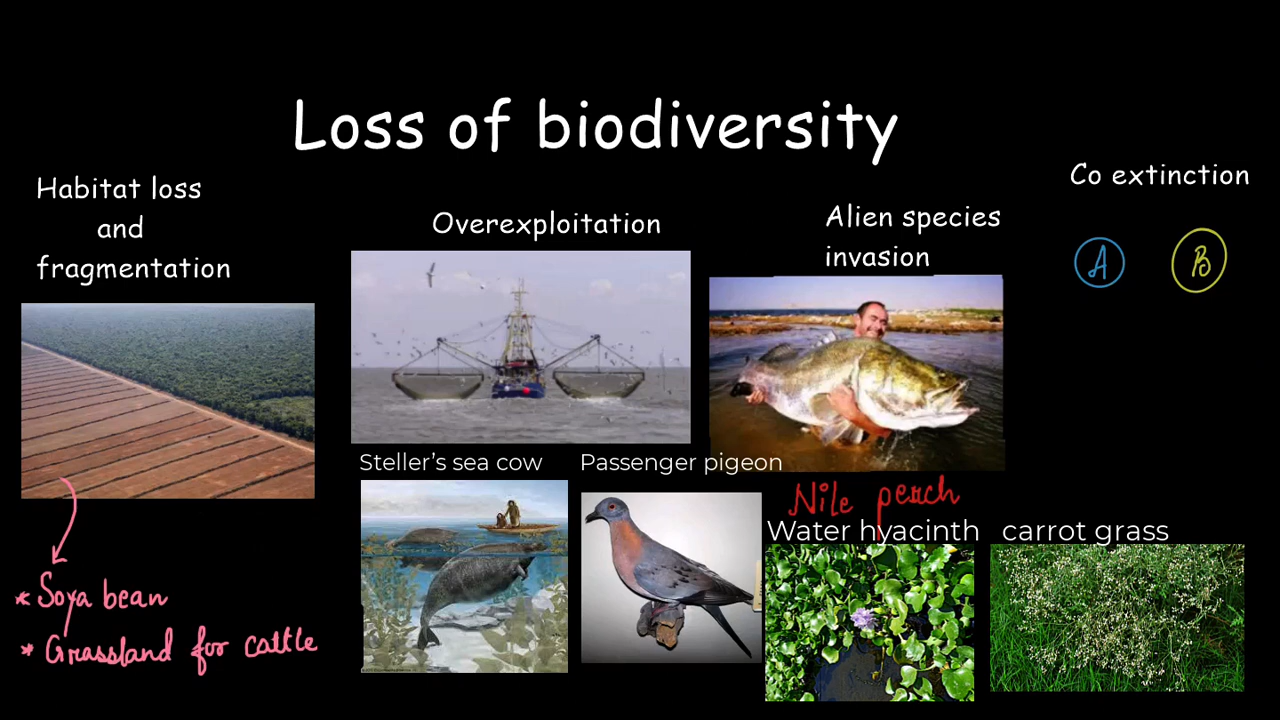 Loss of biodiversity
Habitat loss
and
fragmentation
* Soya bean
* Grassland for cattle
Overexploitation
Steller's sea cow
Passenger pigeon
Alien species
invasion
Nile perch
Water hyacinth
carrot grass
Co extinction
A
B